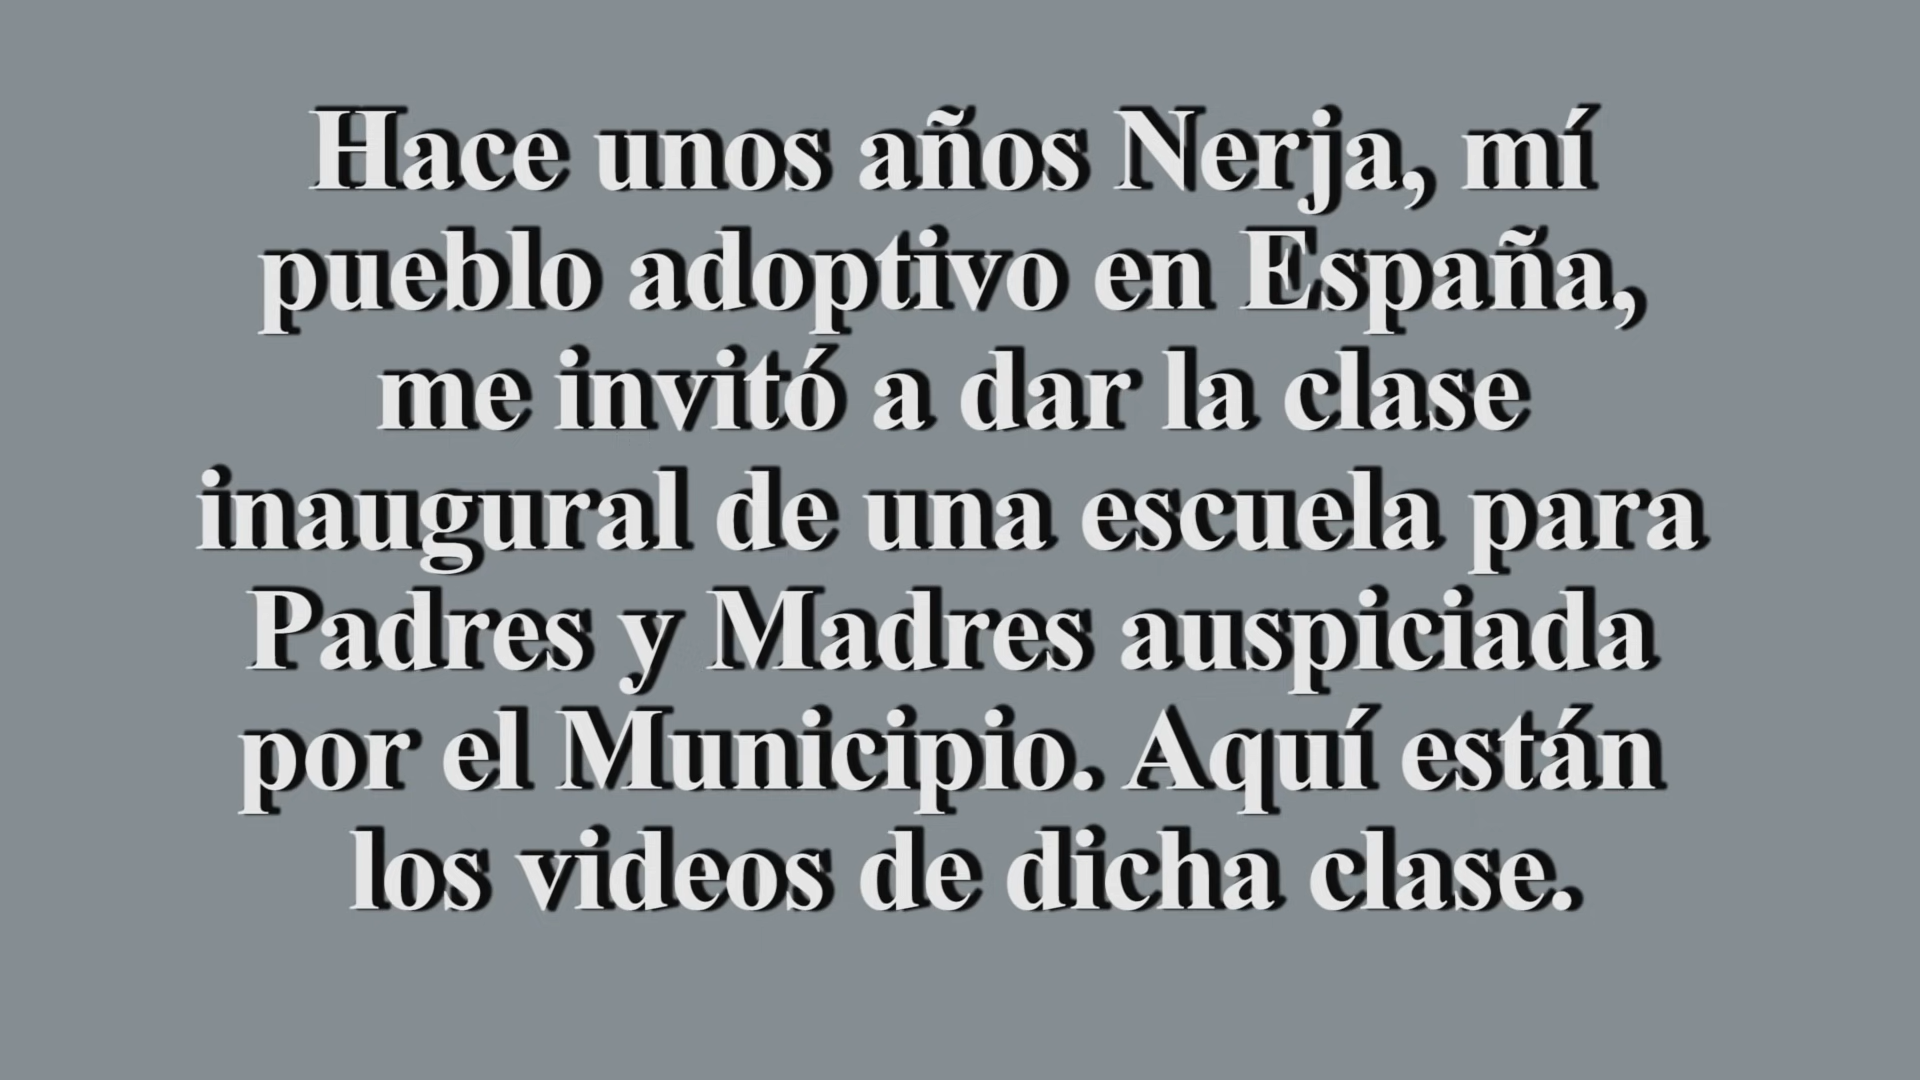 Hace unos años Nerja, mí
pueblo adoptivo en España,
me invitó a dar la clase
inaugural de una escuela para
Padres y Madres auspiciada
por el Municipio. Aquí están
los videos de dicha clase.